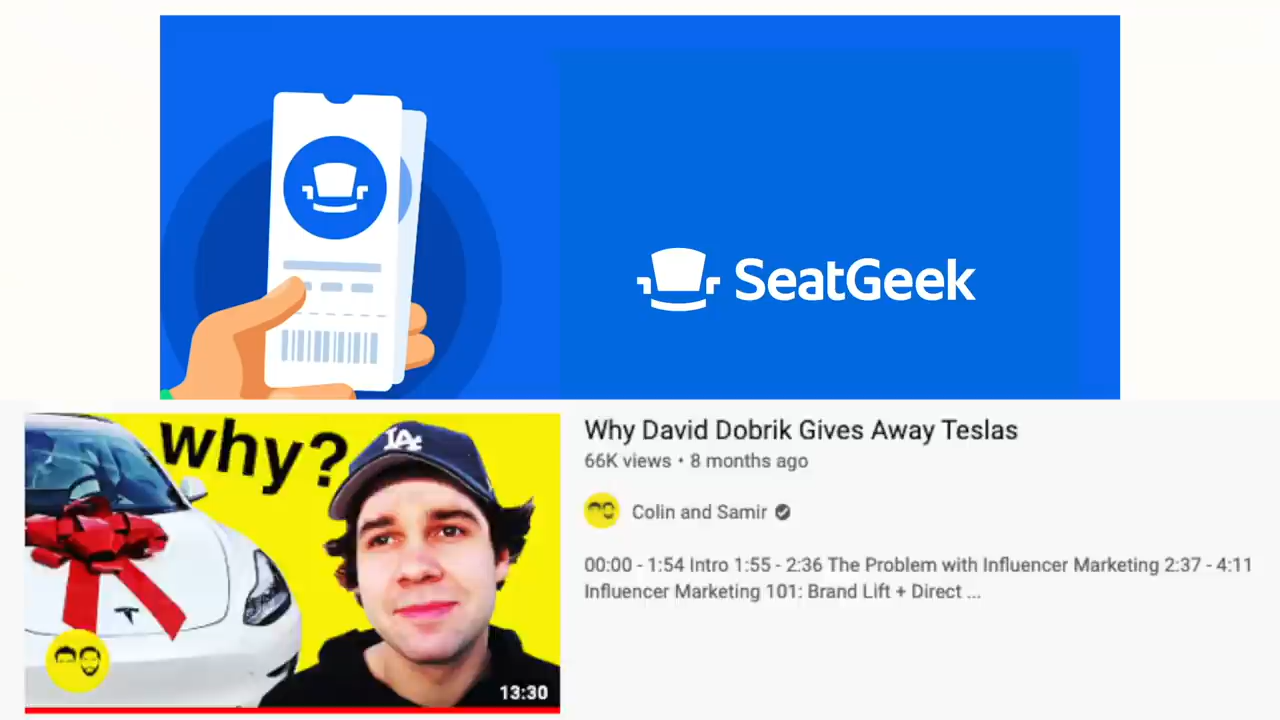 SeatGeek
why?
LA
13:30
Why David Dobrik Gives Away Teslas
66K views • 8 months ago
Colin and Samir
00:00 - 1:54 Intro 1:55 - 2:36 The Problem with Influencer Marketing 2:37 - 4:11
Influencer Marketing 101: Brand Lift + Direct ...